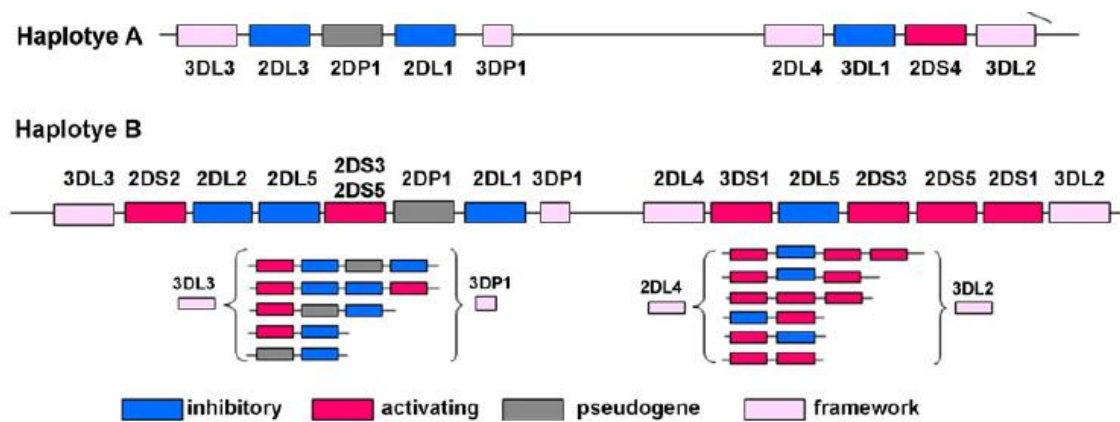 Haplotye A
3DL3 2DL3 2DP1 2DL1 3DP1 2DL4 3DL1 2DS4 3DL2
Haplotye B
2DS3
3DL3 2DS2 2DL2 2DL5 2DS5 2DP1 2DL1 3DP1 2DL4 3DS1 2DL5 2DS3 2DS5 2DS1 3DL2
3DL3 3DP1 2DL4 3DL2
inhibitory activating pseudogene framework